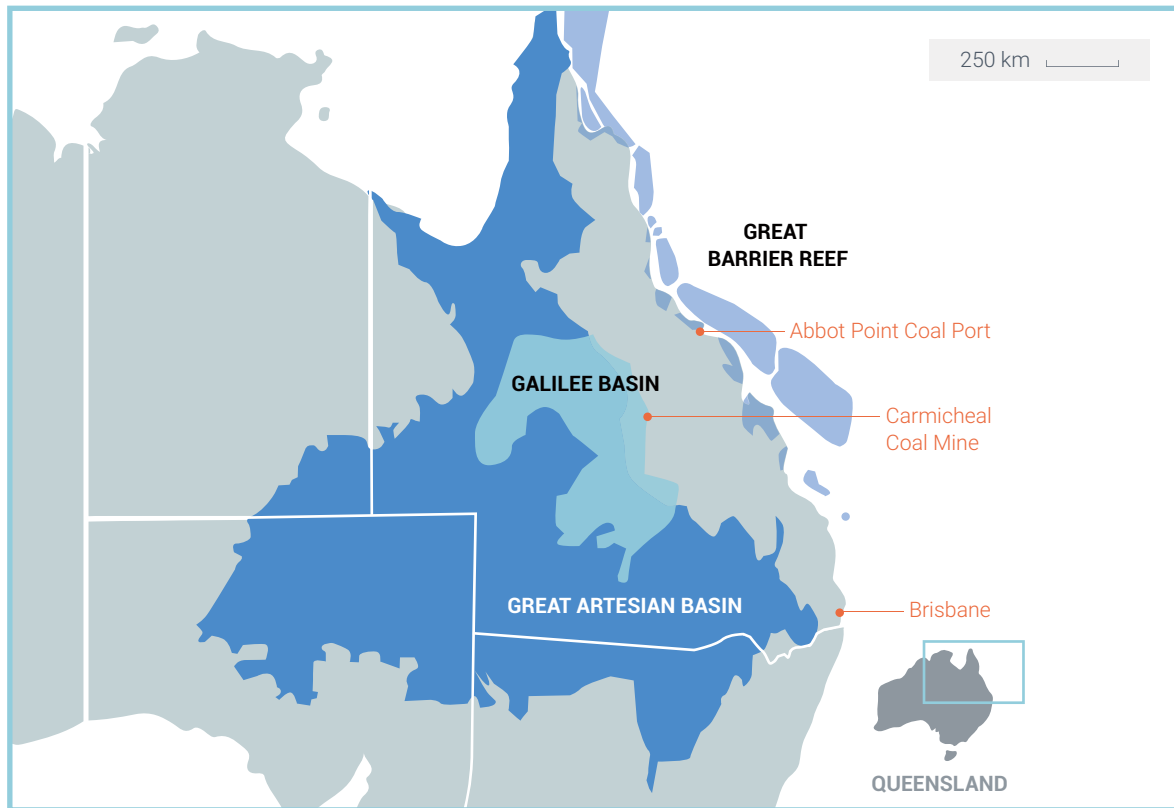 250 km
GREAT
BARRIER REEF
Abbot Point Coal Port
GALILEE BASIN
Carmicheal
Coal Mine
GREAT ARTESIAN BASIN
Brisbane
QUEENSLAND